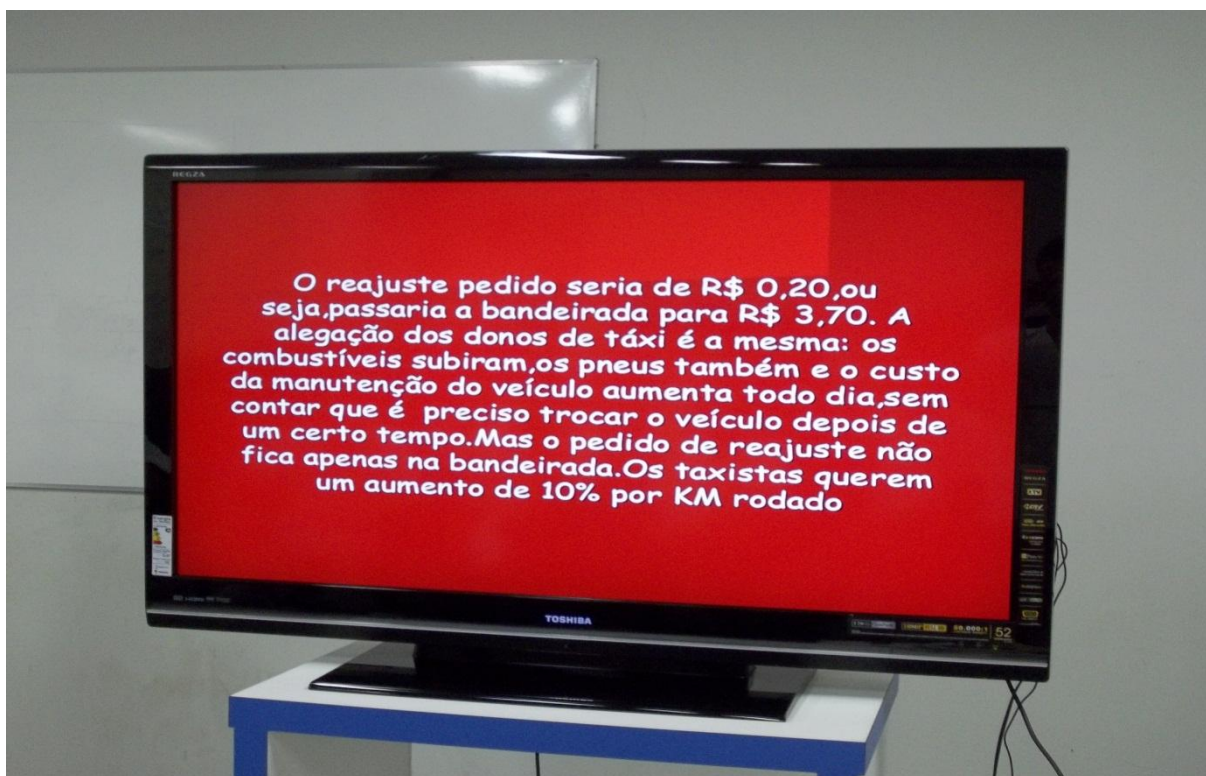 REGZA
O reajuste pedido seria de R$ 0,20,ou
seja,passaria a bandeirada para R$ 3,70. A
alegação dos donos de táxi é a mesma: os
combustíveis subiram,os pneus também e o custo
da manutenção do veículo aumenta todo dia,sem
contar que é  preciso trocar o veículo depois de
um certo tempo.Mas o pedido de reajuste não
fica apenas na bandeirada.Os taxistas querem
um aumento de 10% por KM rodado
TOSHIBA
52